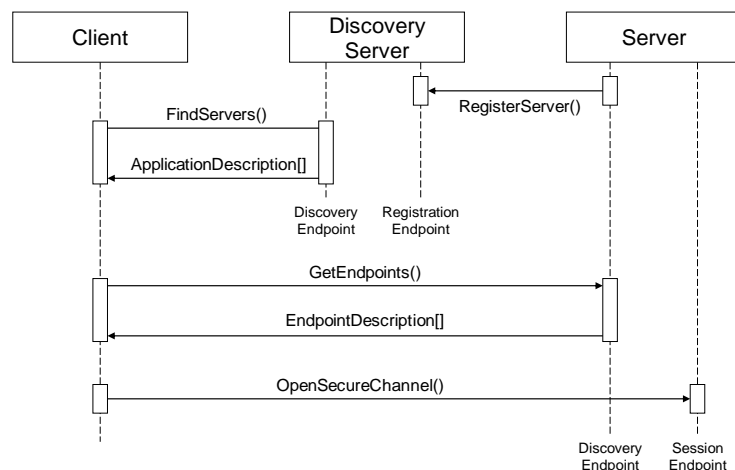 Client
Discovery
Server
Server
RegisterServer()
FindServers()
ApplicationDescription[]
Discovery
Endpoint
Registration
Endpoint
GetEndpoints()
EndpointDescription[]
OpenSecureChannel()
Discovery
Endpoint
Session
Endpoint